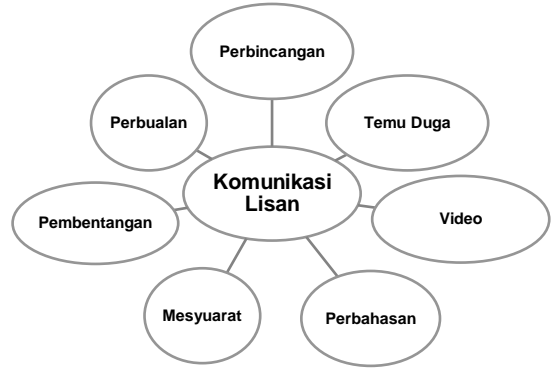 Perbincangan
Perbualan
Temu Duga
Komunikasi
Lisan
Pembentangan
Video
Mesyuarat
Perbahasan